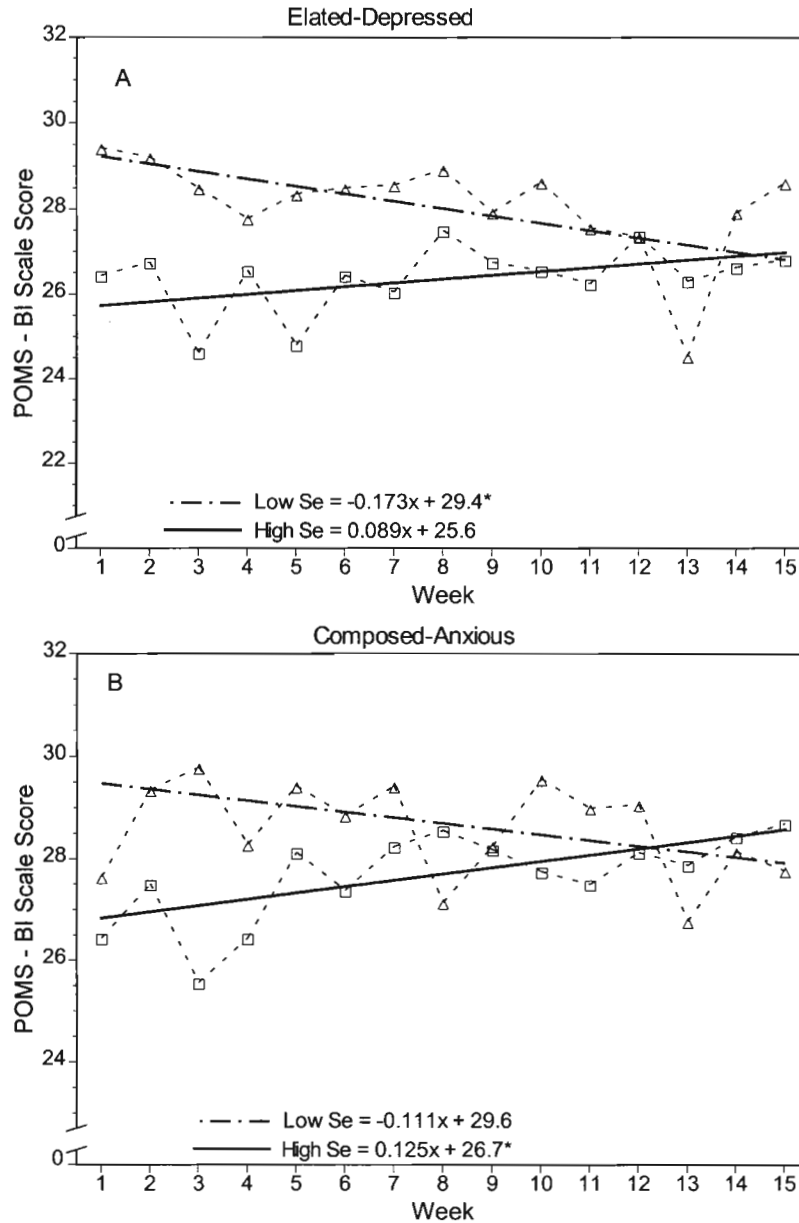 Elated-Depressed
A
POMS - BI Scale Score
32
30
28
26
24
22
0
Low Se = -0.173x + 29.4*
High Se = 0.089x + 25.6
1 2 3 4 5 6 7 8 9 10 11 12 13 14 15
Week
Composed-Anxious
B
POMS - BI Scale Score
32
30
28
26
24
0
Low Se = -0.111x + 29.6
High Se = 0.125x + 26.7*
1 2 3 4 5 6 7 8 9 10 11 12 13 14 15
Week